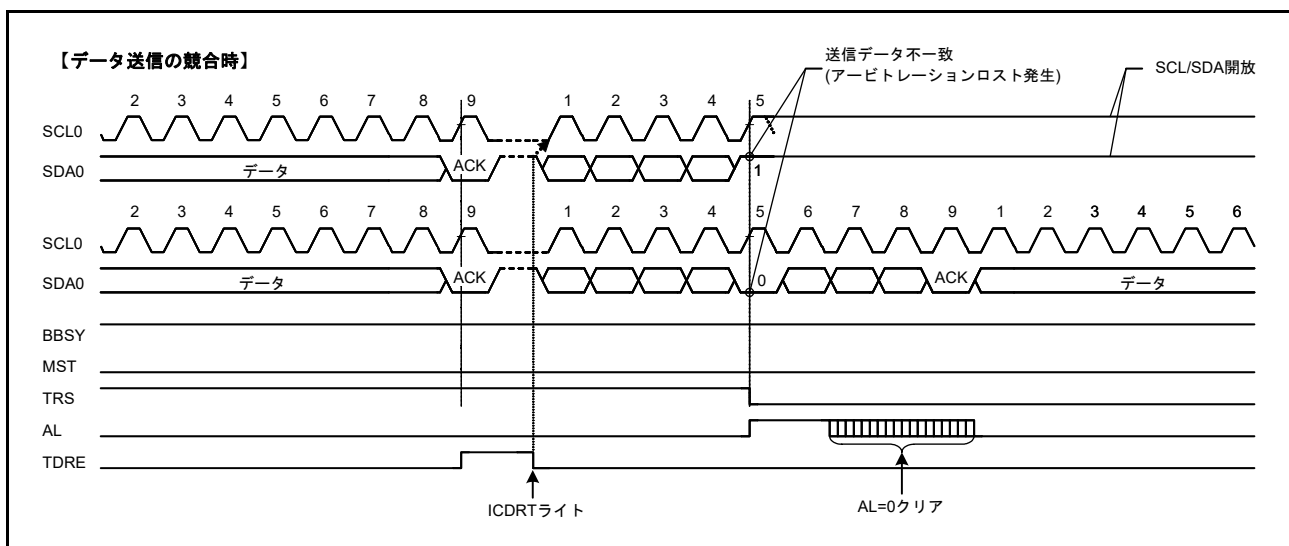 【データ送信の競合時】
送信データ不一致
(アービトレーションロスト発生)
SCL/SDA開放
2 3 4 5 6 7 8 9 1 2 3 4 5
SCL0
SDA0 データ ACK 1
2 3 4 5 6 7 8 9 1 2 3 4 5 6 7 8 9 1 2 3 4 5 6
SCL0
SDA0 データ ACK 0 ACK データ
BBSY
MST
TRS
AL
TDRE
ICDRTライト
AL=0クリア